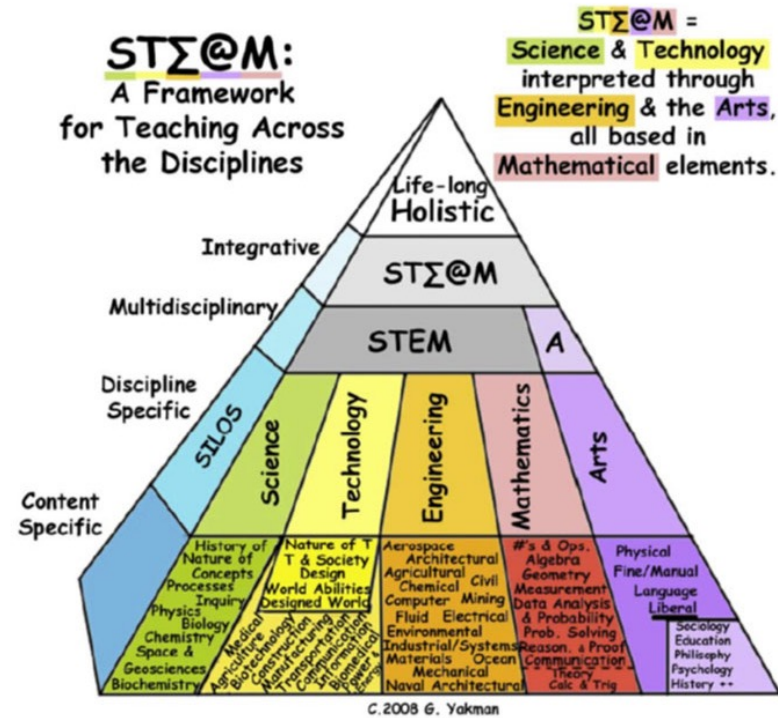 STΣ@M:
A Framework
for Teaching Across
the Disciplines
STΣ@M =
Science & Technology
interpreted through
Engineering & the Arts,
all based in
Mathematical elements.
Life-long
Holistic
Integrative
STΣ@M
Multidisciplinary
STEM
A
Discipline
Specific
SILOS
Science
Technology
Engineering
Mathematics
Arts
Content
Specific
History of
Nature of
Concepts
Processes
Inquiry
Physics
Biology
Chemistry
Space &
Geosciences
Biochemistry
Nature of T
T & Society
Design
World Abilities
Designed World
Medical
Agriculture
Biotechnology
Construction
Manufacturing
Transportation
Communication
Information
Biomedical
Power &
Energy
Aerospace
Architectural
Agricultural
Chemical Civil
Computer Mining
Fluid Electrical
Environmental
Industrial/Systems
Materials Ocean
Mechanical
Naval Architectural
#'s & Ops.
Algebra
Geometry
Measurement
Data Analysis
& Probability
Prob. Solving
Reason. & Proof
Communication
Theory
Calc & Trig
Physical
Fine/Manual
Language
Liberal
Sociology
Education
Philisophy
Psychology
History ++
C.2008 G. Yakman